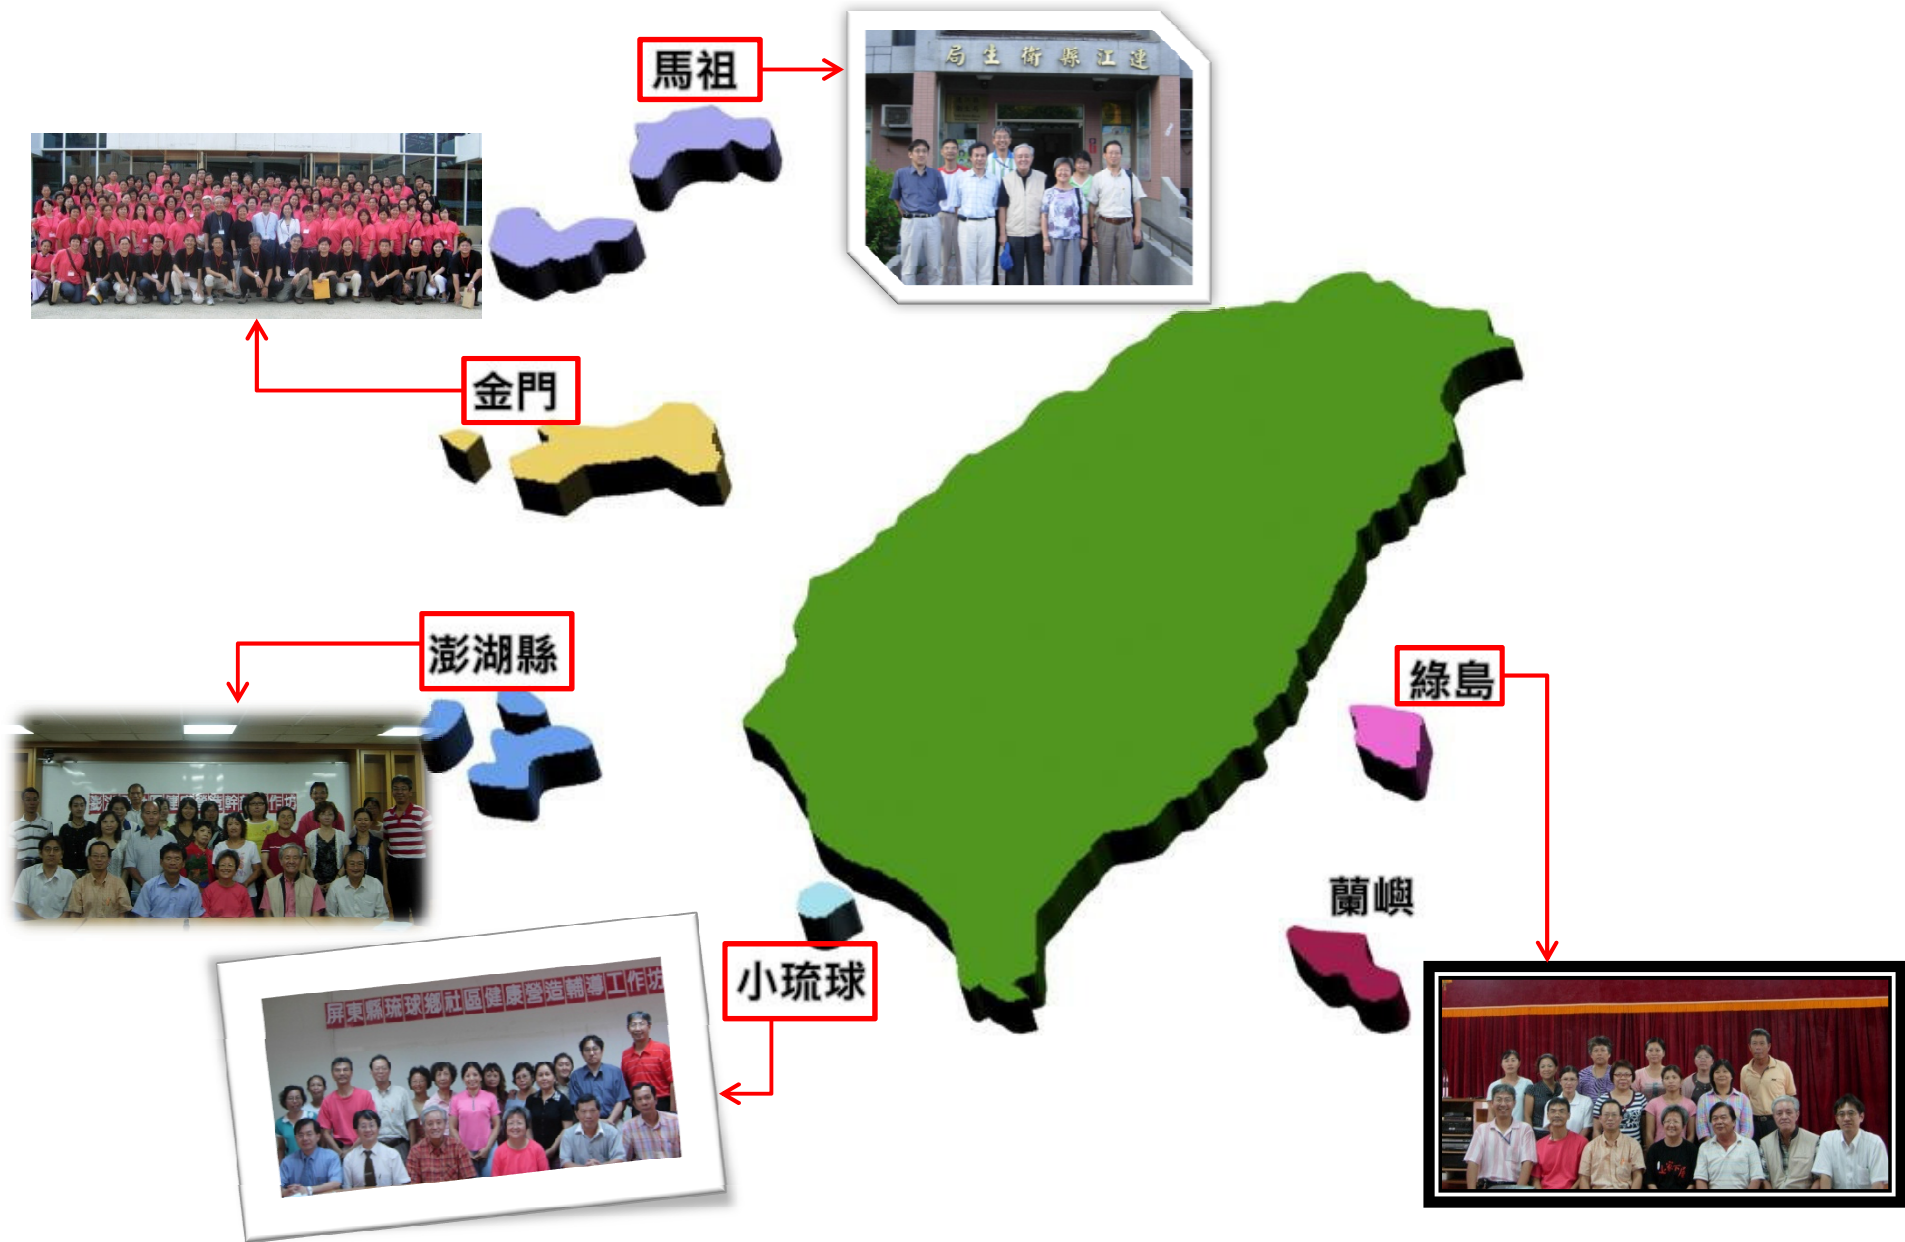 馬祖
連江縣衛生局
金門
澎湖縣
綠島
蘭嶼
小琉球
屏東縣琉球鄉社區健康營造輔導工作坊